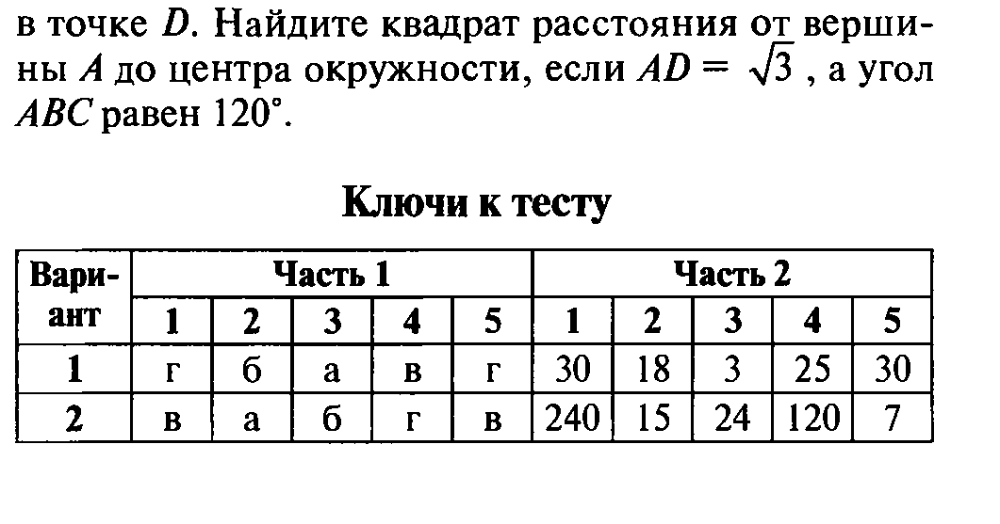 в точке D. Найдите квадрат расстояния от верши-
ны A до центра окружности, если AD = √3 , а угол
ABC равен 120°.
Ключи к тесту
Вари-
ант
Часть 1
Часть 2
1 2 3 4 5 1 2 3 4 5
1 г б а в г 30 18 3 25 30
2 в а б г в 240 15 24 120 7